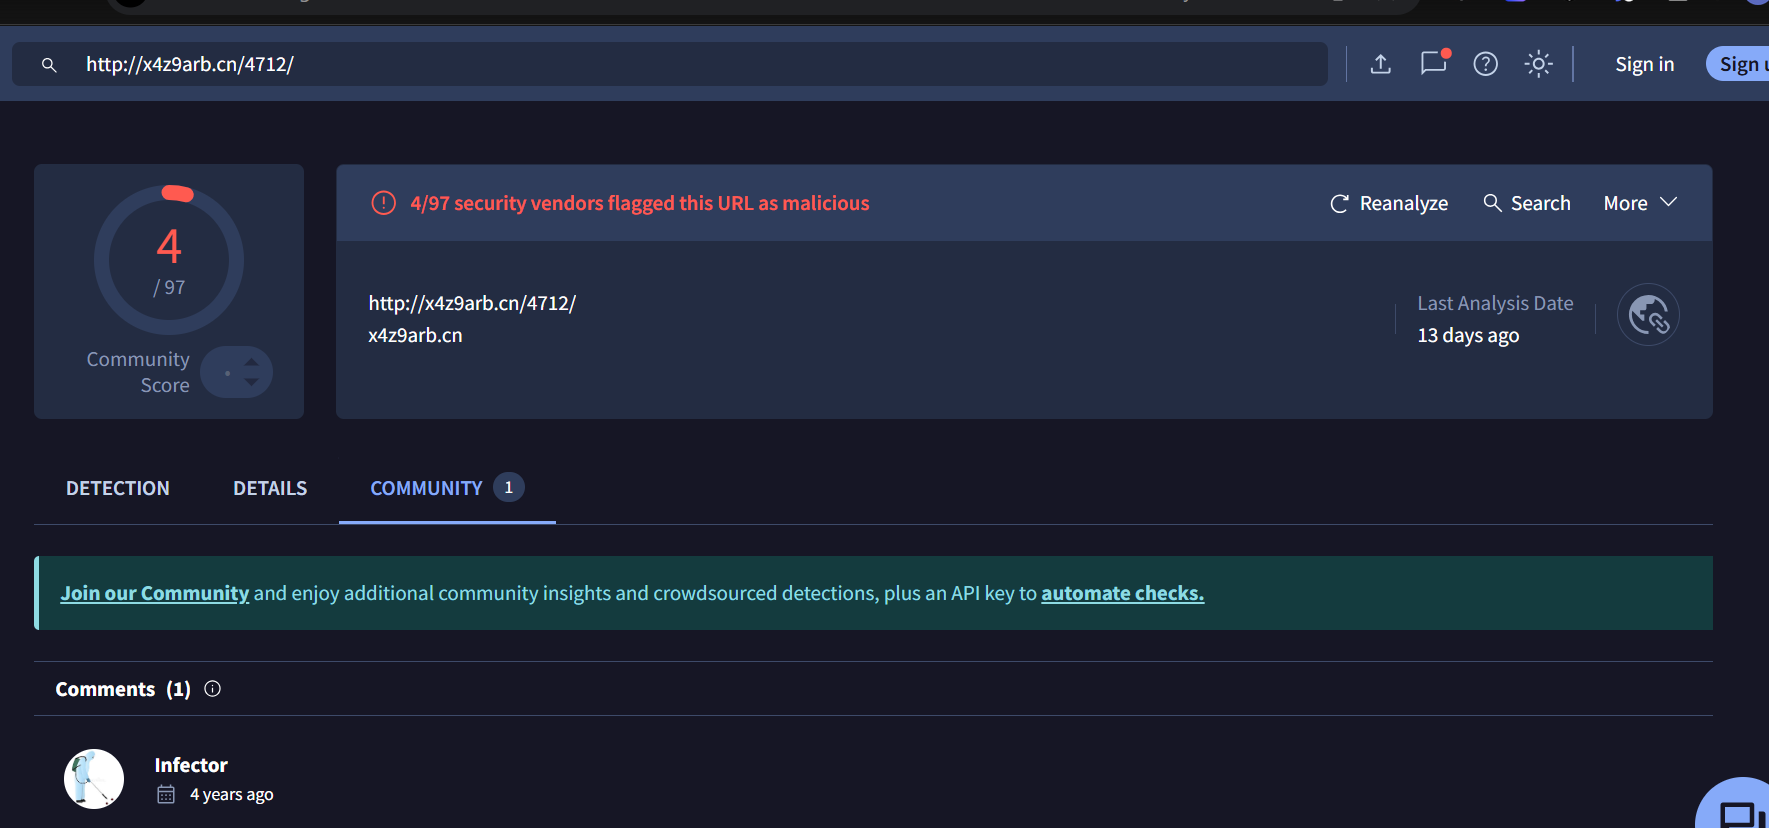 http://x4z9arb.cn/4712/
Sign in
Sign u
4
/ 97
Community
Score
4/97 security vendors flagged this URL as malicious
Reanalyze
Search
More
http://x4z9arb.cn/4712/
x4z9arb.cn
Last Analysis Date
13 days ago
DETECTION
DETAILS
COMMUNITY 1
Join our Community and enjoy additional community insights and crowdsourced detections, plus an API key to automate checks.
Comments (1)
Infector
4 years ago